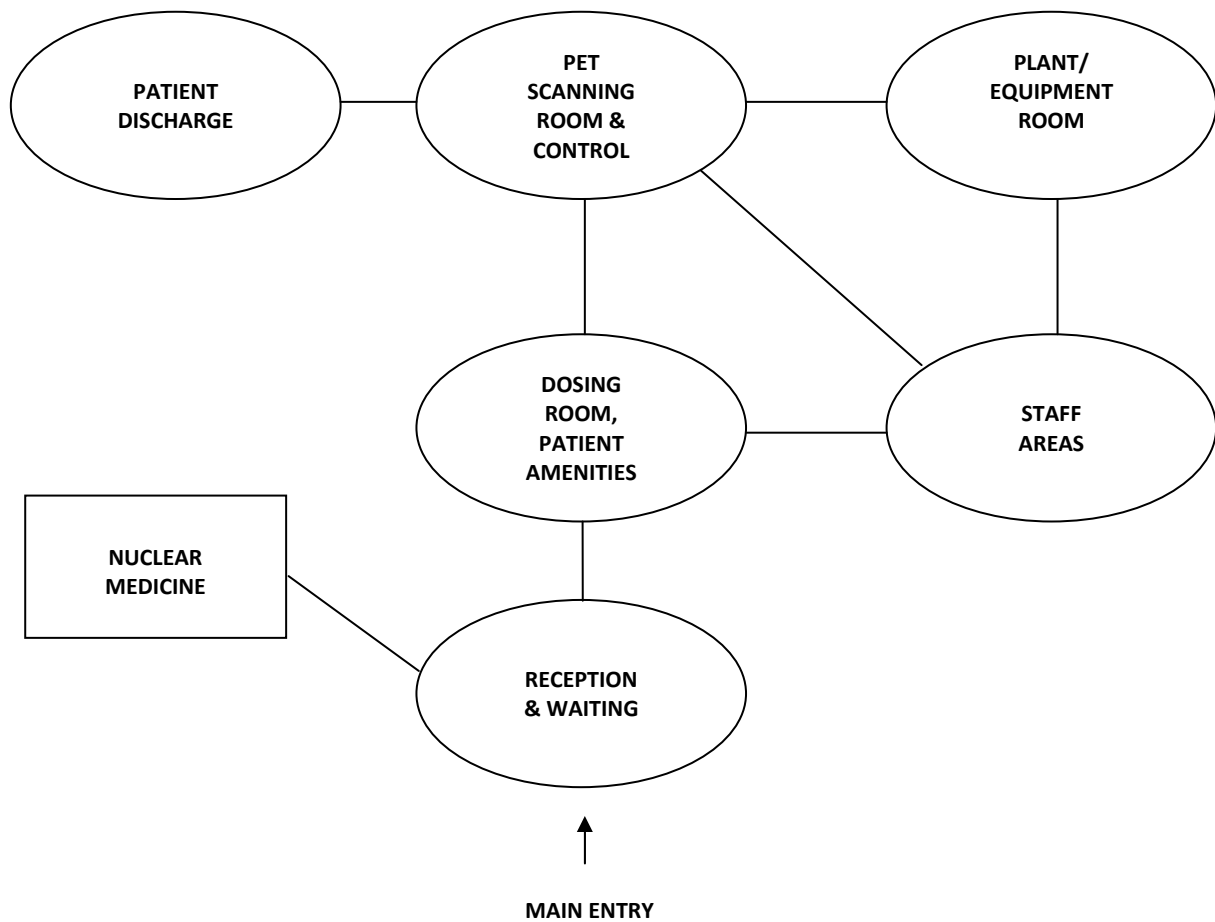 PATIENT
DISCHARGE
PET
SCANNING
ROOM &
CONTROL
PLANT/
EQUIPMENT
ROOM
DOSING
ROOM,
PATIENT
AMENITIES
STAFF
AREAS
NUCLEAR
MEDICINE
RECEPTION
& WAITING
MAIN ENTRY